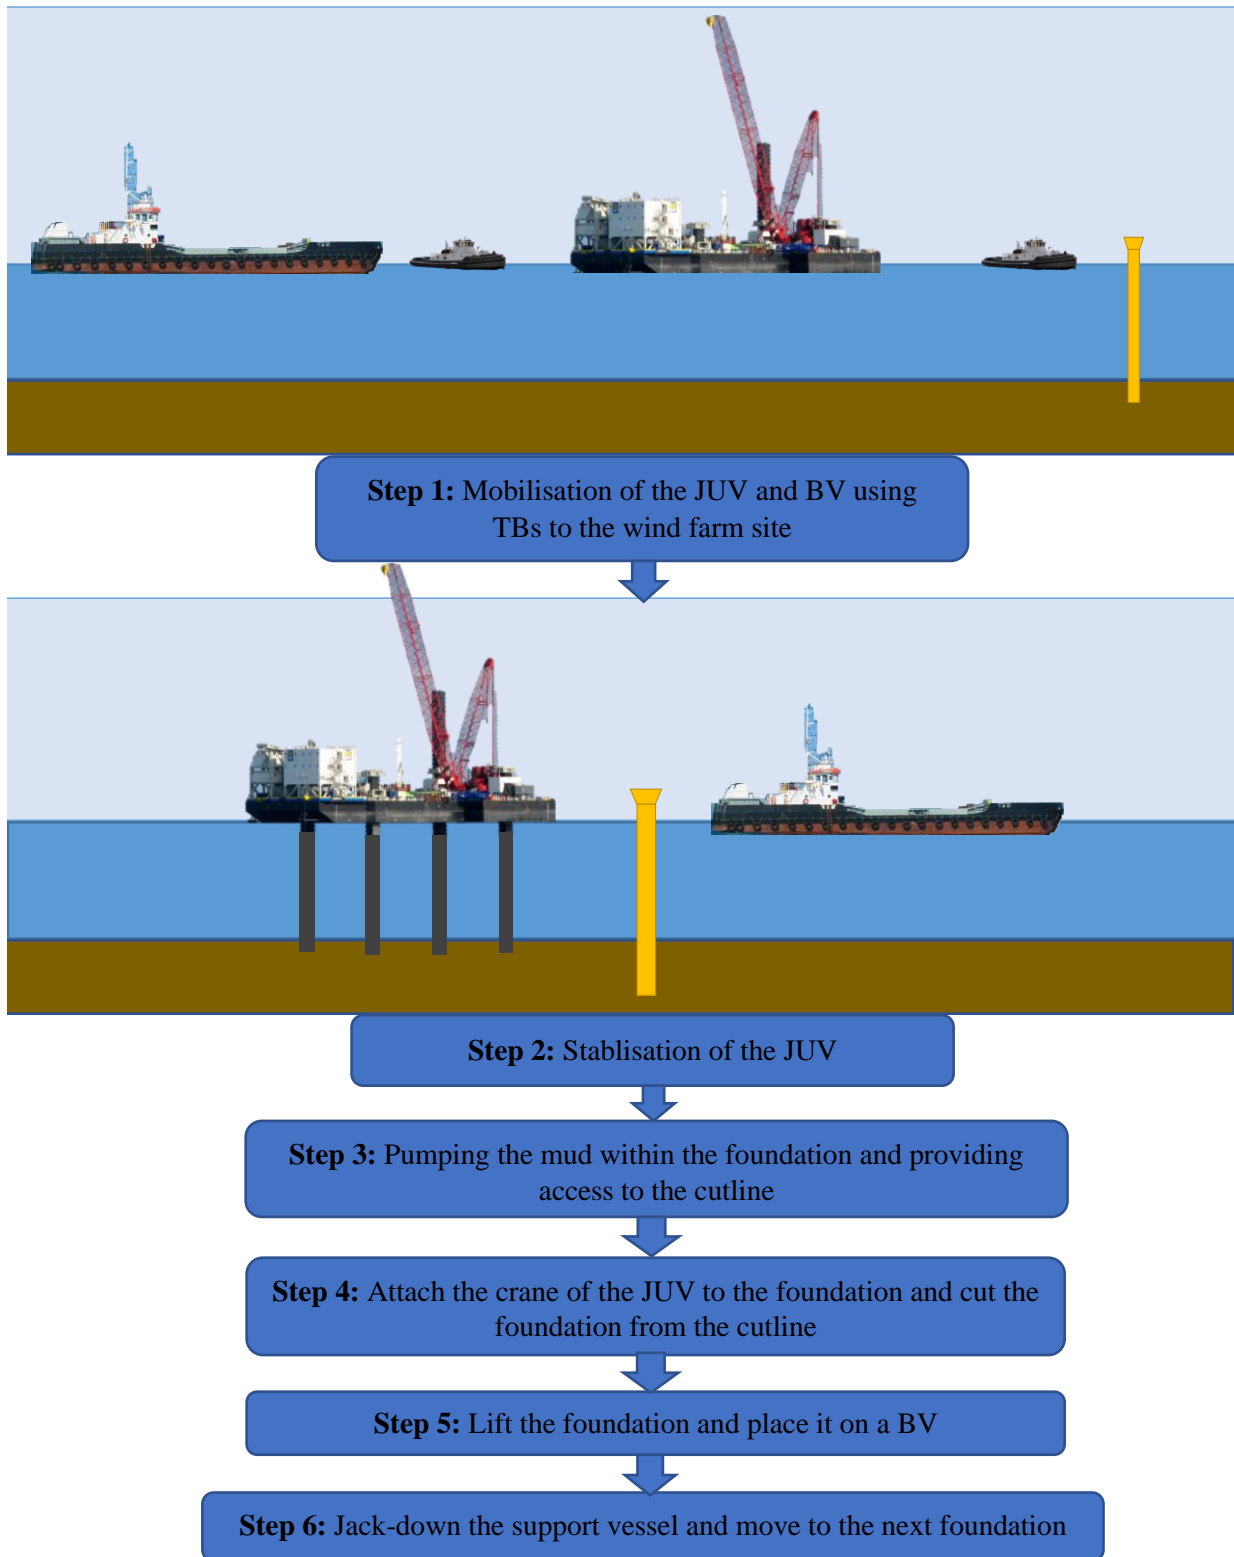 Step 1: Mobilisation of the JUV and BV using
TBs to the wind farm site
Step 2: Stablisation of the JUV
Step 3: Pumping the mud within the foundation and providing
access to the cutline
Step 4: Attach the crane of the JUV to the foundation and cut the
foundation from the cutline
Step 5: Lift the foundation and place it on a BV
Step 6: Jack-down the support vessel and move to the next foundation